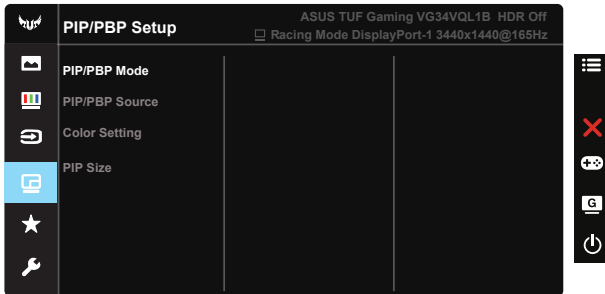 ASUS TUF Gaming VG34VQL1B HDR Off
PIP/PBP Setup
Racing Mode DisplayPort-1 3440x1440@165Hz
PIP/PBP Mode
PIP/PBP Source
Color Setting
PIP Size
G